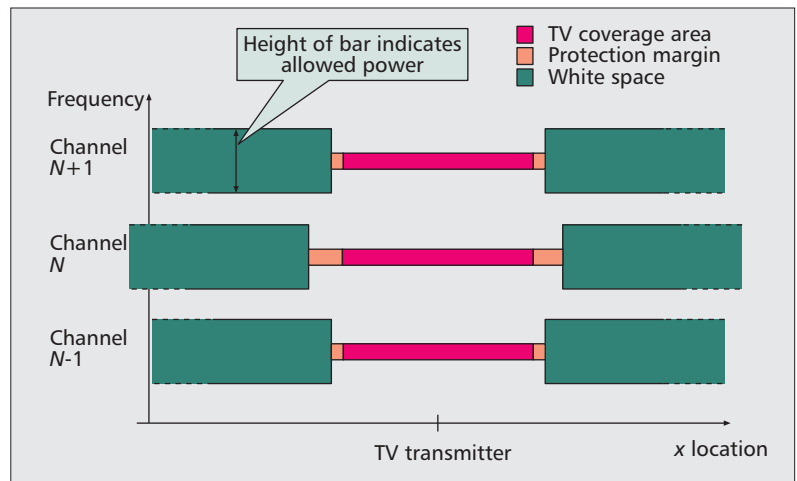 Height of bar indicates
allowed power
TV coverage area
Protection margin
White space
Frequency
Channel
N+1
Channel
N
Channel
N-1
TV transmitter
x location